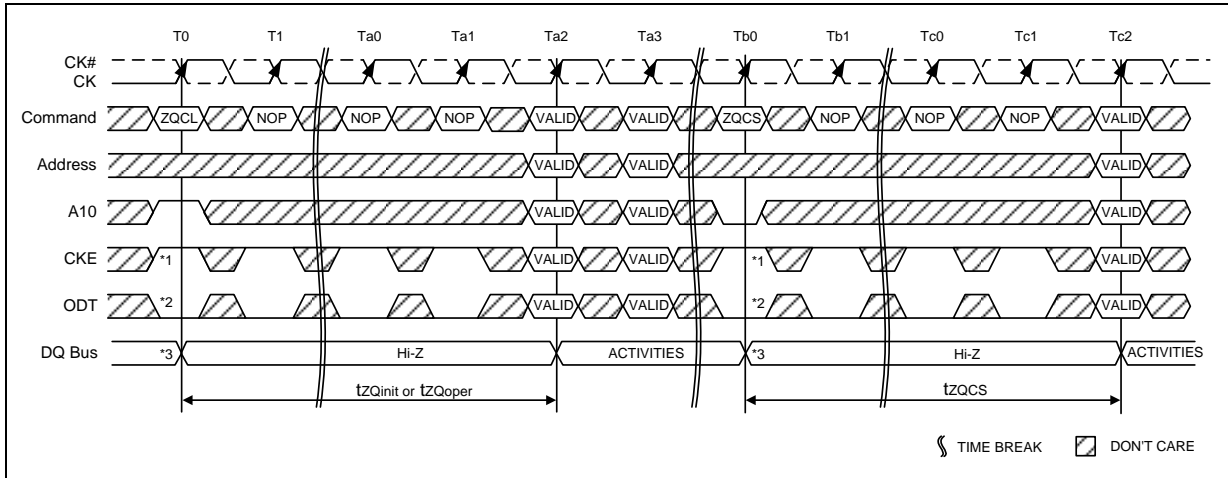 T0 T1 Ta0 Ta1 Ta2 Ta3 Tb0 Tb1 Tc0 Tc1 Tc2
CK#
CK
Command ZQCL NOP NOP NOP VALID VALID ZQCS NOP NOP NOP VALID
Address VALID VALID VALID
A10 VALID VALID VALID
CKE *1 VALID VALID *1 VALID
ODT *2 VALID VALID *2 VALID
DQ Bus *3 Hi-Z ACTIVITIES *3 Hi-Z ACTIVITIES
tZQinit or tZQoper tZQCS
TIME BREAK DON'T CARE